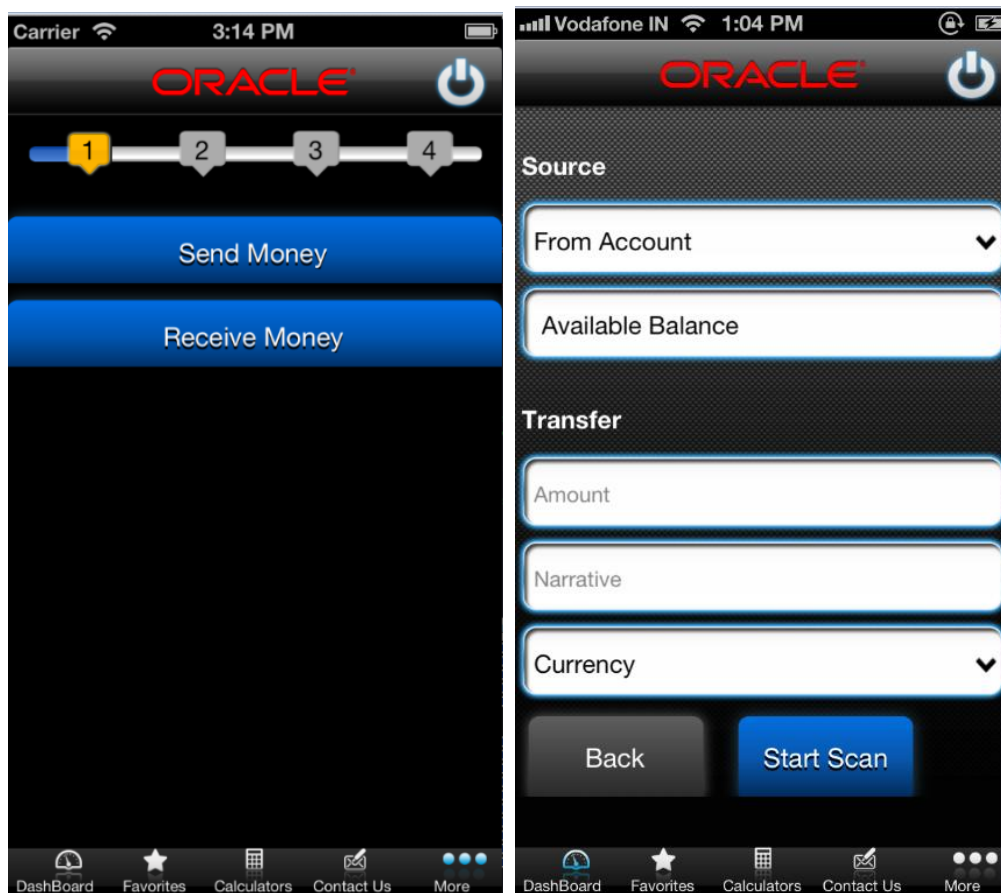 Carrier 3:14 PM
ORACLE
1 2 3 4
Send Money
Receive Money
DashBoard Favorites Calculators Contact Us More
Vodafone IN 1:04 PM
ORACLE
Source
From Account
Available Balance
Transfer
Amount
Narrative
Currency
Back Start Scan
DashBoard Favorites Calculators Contact Us More